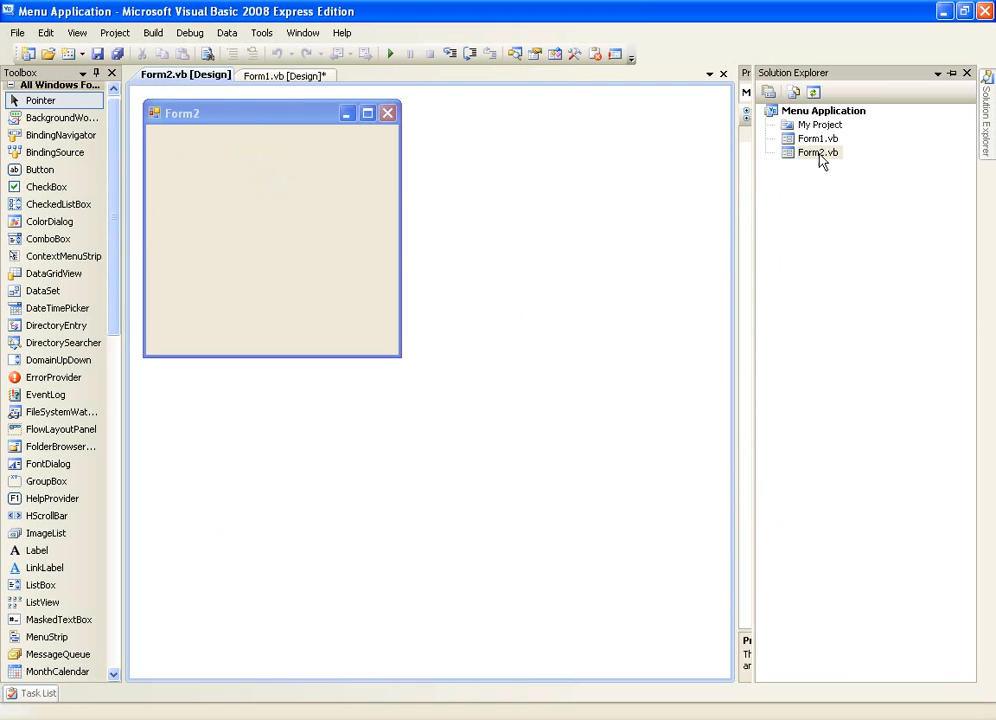 Menu Application - Microsoft Visual Basic 2008 Express Edition
File Edit View Project Build Debug Data Tools Window Help
Toolbox
All Windows Fo...
Pointer
BackgroundWo...
BindingNavigator
BindingSource
Button
CheckBox
CheckedListBox
ColorDialog
ComboBox
ContextMenuStrip
DataGridView
DataSet
DateTimePicker
DirectoryEntry
DirectorySearcher
DomainUpDown
ErrorProvider
EventLog
FileSystemWat...
FlowLayoutPanel
FolderBrowser...
FontDialog
GroupBox
HelpProvider
HScrollBar
ImageList
Label
LinkLabel
ListBox
ListView
MaskedTextBox
MenuStrip
MessageQueue
MonthCalendar
Task List
Form2.vb [Design] Form1.vb [Design]*
Form2
Pr
M
Pr
Th
ar
Solution Explorer
Menu Application
My Project
Form1.vb
Form2.vb
Solution Explorer